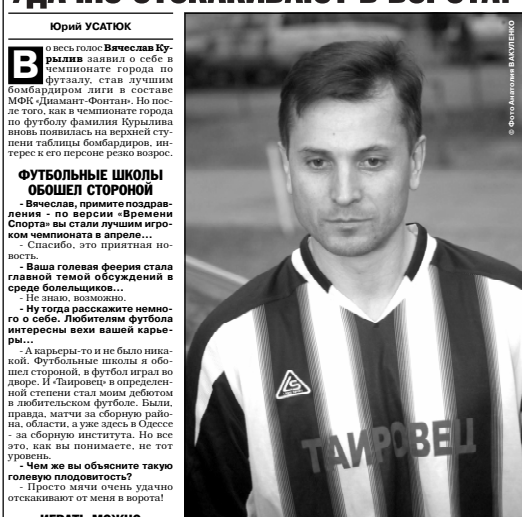 УДАЧНО ОТСКАКИВАЮТ В ВОРОТА!
Юрий УСАТЮК
Во весь голос Вячеслав Ку-
рылив заявил о себе в
чемпионате города по
футзалу, став лучшим
бомбардиром лиги в составе
МФК «Диамант-Фонтан». Но пос-
ле того, как в чемпионате города
по футболу фамилия Курылива
вновь появилась на верхней сту-
пени таблицы бомбардиров, ин-
терес к его персоне резко возрос.
ФУТБОЛЬНЫЕ ШКОЛЫ
ОБОШЕЛ СТОРОНОЙ
- Вячеслав, примите поздрав-
ления - по версии «Времени
Спорта» вы стали лучшим игро-
ком чемпионата в апреле...
- Спасибо, это приятная но-
вость.
- Ваша голевая феерия стала
главной темой обсуждений в
среде болельщиков...
- Не знаю, возможно.
- Ну тогда расскажите немно-
го о себе. Любителям футбола
интересны вехи вашей карье-
ры...
- А карьеры-то и не было ника-
кой. Футбольные школы я обо-
шел стороной, в футбол играл во
дворе. И «Таировец» в определен-
ной степени стал моим дебютом
в любительском футболе. Были,
правда, матчи за сборную райо-
на, области, а уже здесь в Одессе
- за сборную института. Но все
это, как вы понимаете, не тот
уровень.
- Чем же вы объясните такую
голевую плодовитость?
- Просто мячи очень удачно
отскакивают от меня в ворота!
ИГРАТЬ МОЖНО
© Фото Анатолия ВАКУЛЕНКО
ТАИРОВЕЦ